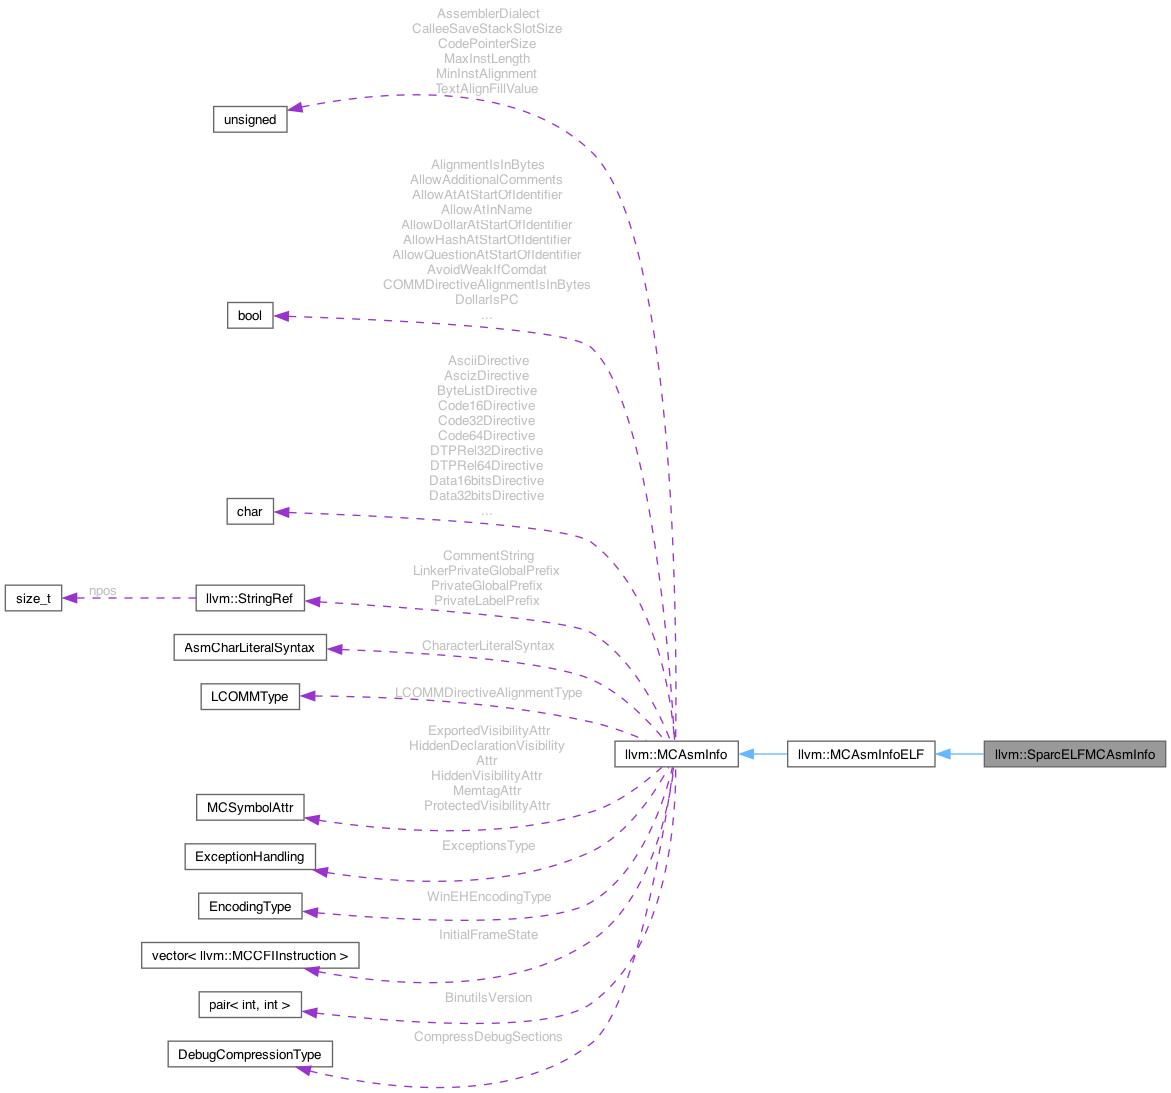 AssemblerDialect
CalleeSaveStackSlotSize
CodePointerSize
MaxInstLength
MinInstAlignment
TextAlignFillValue
unsigned
AlignmentIsInBytes
AllowAdditionalComments
AllowAtAtStartOfIdentifier
AllowAtInName
AllowDollarAtStartOfIdentifier
AllowHashAtStartOfIdentifier
AllowQuestionAtStartOfIdentifier
AvoidWeakIfComdat
COMMDirectiveAlignmentIsInBytes
DollarIsPC
...
bool
AsciiDirective
AscizDirective
ByteListDirective
Code16Directive
Code32Directive
Code64Directive
DTPRel32Directive
DTPRel64Directive
Data16bitsDirective
Data32bitsDirective
...
char
CommentString
LinkerPrivateGlobalPrefix
PrivateGlobalPrefix
PrivateLabelPrefix
size_t
npos
llvm::StringRef
CharacterLiteralSyntax
AsmCharLiteralSyntax
LCOMMDirectiveAlignmentType
LCOMMType
ExportedVisibilityAttr
HiddenDeclarationVisibility
Attr
HiddenVisibilityAttr
MemtagAttr
ProtectedVisibilityAttr
llvm::MCAsmInfo
llvm::MCAsmInfoELF
llvm::SparcELFMCAsmInfo
MCSymbolAttr
ExceptionsType
ExceptionHandling
WinEHEncodingType
EncodingType
InitialFrameState
vector< llvm::MCCFIInstruction >
BinutilsVersion
pair< int, int >
CompressDebugSections
DebugCompressionType